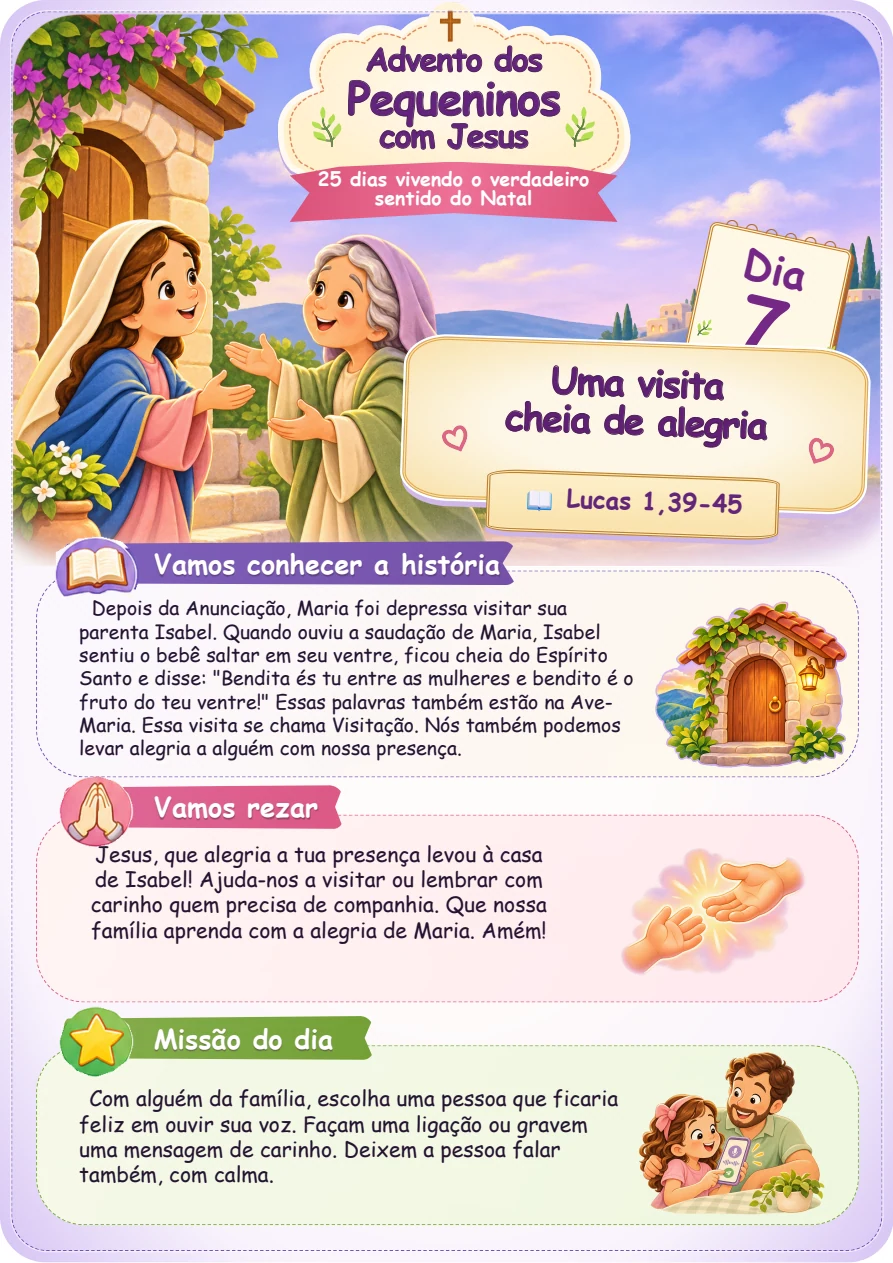 Advento dos
Pequeninos
com Jesus
25 dias vivendo o verdadeiro
sentido do Natal
Dia
7
Uma visita
cheia de alegria
Lucas 1,39-45
Vamos conhecer a história
Depois da Anunciação, Maria foi depressa visitar sua
parenta Isabel. Quando ouviu a saudação de Maria, Isabel
sentiu o bebê saltar em seu ventre, ficou cheia do Espírito
Santo e disse: "Bendita és tu entre as mulheres e bendito é o
fruto do teu ventre!" Essas palavras também estão na Ave-
Maria. Essa visita se chama Visitação. Nós também podemos
levar alegria a alguém com nossa presença.
Vamos rezar
Jesus, que alegria a tua presença levou à casa
de Isabel! Ajuda-nos a visitar ou lembrar com
carinho quem precisa de companhia. Que nossa
família aprenda com a alegria de Maria. Amém!
Missão do dia
Com alguém da família, escolha uma pessoa que ficaria
feliz em ouvir sua voz. Façam uma ligação ou gravem
uma mensagem de carinho. Deixem a pessoa falar
também, com calma.